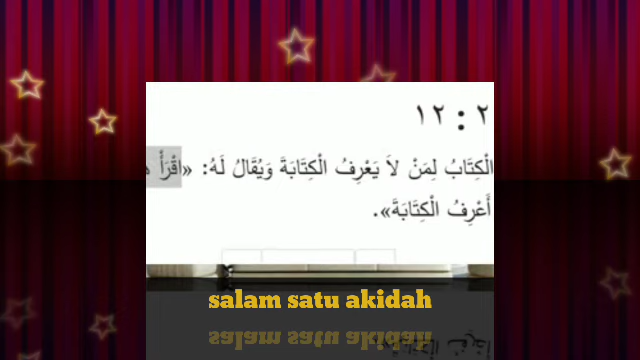 ١٢ : ٢
الْكِتَابُ لِمَنْ لاَ يَعْرِفُ الْكِتَابَةَ وَيُقَالُ لَهُ: «اقْرَأْ
أَعْرِفُ الْكِتَابَةَ».
salam satu akidah